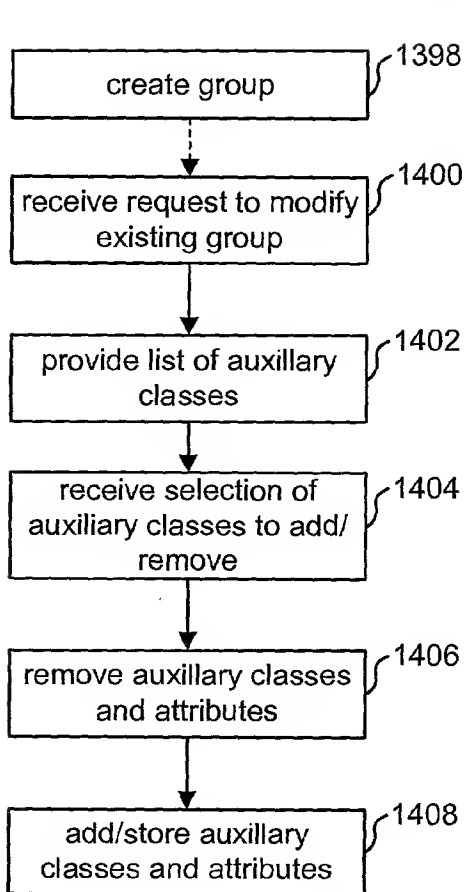 1398
create group
1400
receive request to modify
existing group
1402
provide list of auxillary
classes
1404
receive selection of
auxiliary classes to add/
remove
1406
remove auxillary classes
and attributes
1408
add/store auxillary
classes and attributes